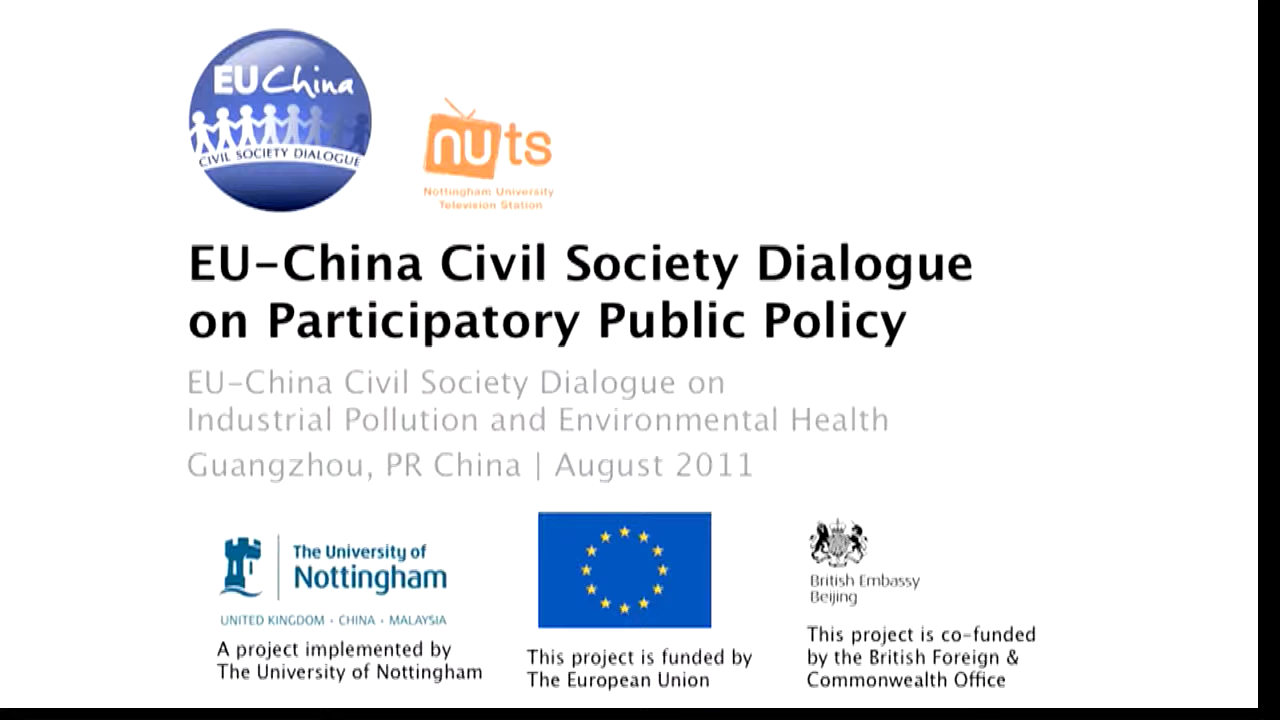 EU China
CIVIL SOCIETY DIALOGUE
nuts
Nottingham University
Television Station
EU-China Civil Society Dialogue
on Participatory Public Policy
EU-China Civil Society Dialogue on
Industrial Pollution and Environmental Health
Guangzhou, PR China | August 2011
The University of
Nottingham
UNITED KINGDOM · CHINA · MALAYSIA
A project implemented by
The University of Nottingham
This project is funded by
The European Union
British Embassy
Beijing
This project is co-funded
by the British Foreign &
Commonwealth Office